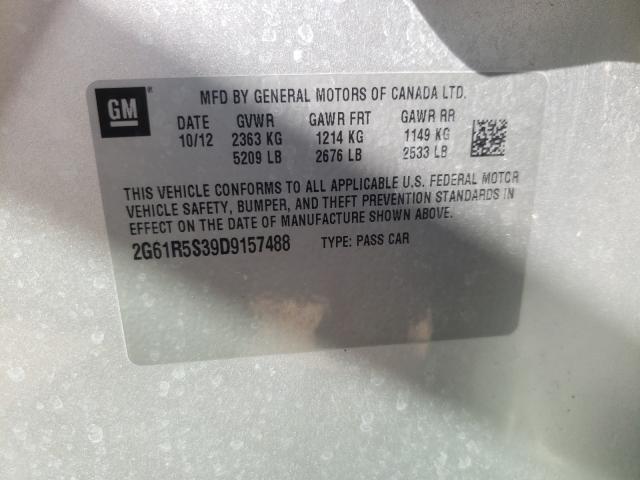 GM®
MFD BY GENERAL MOTORS OF CANADA LTD.
DATE GVWR GAWR FRT GAWR RR
10/12 2363 KG 1214 KG 1149 KG
5209 LB 2676 LB 2533 LB
THIS VEHICLE CONFORMS TO ALL APPLICABLE U.S. FEDERAL MOTOR
VEHICLE SAFETY, BUMPER, AND THEFT PREVENTION STANDARDS IN
EFFECT ON THE DATE OF MANUFACTURE SHOWN ABOVE.
2G61R5S39D9157488 TYPE: PASS CAR